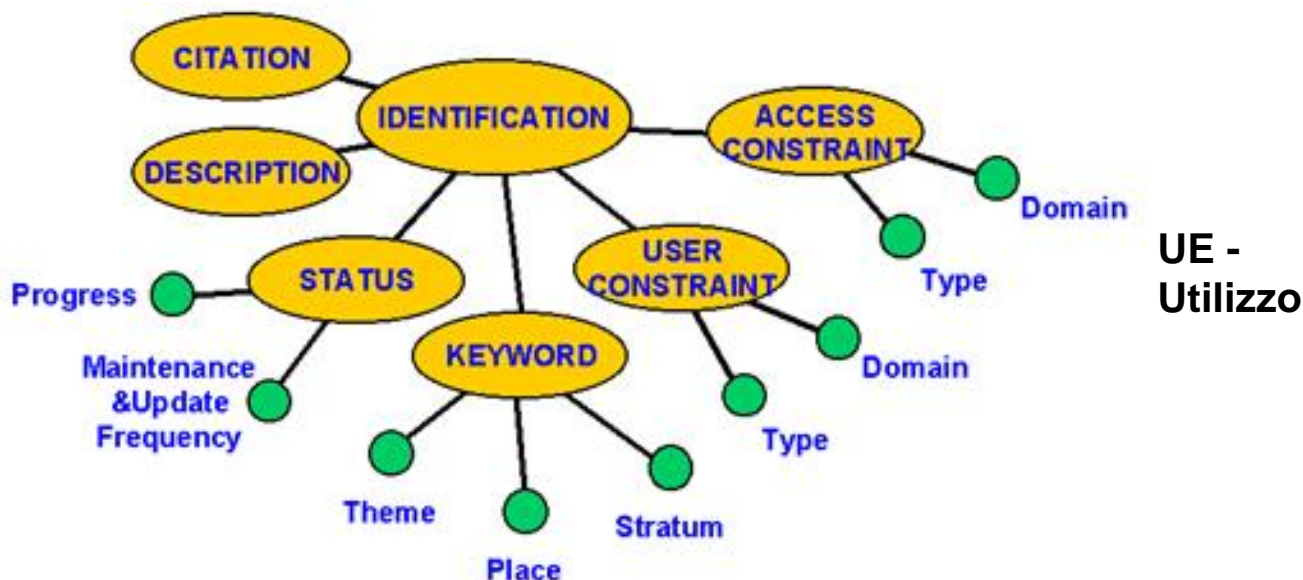 CITATION
IDENTIFICATION
ACCESS
CONSTRAINT
DESCRIPTION
Domain
USER
CONSTRAINT
UE -
Utilizzo
STATUS
Type
Progress
KEYWORD
Domain
Maintenance
&Update
Frequency
Type
Theme
Stratum
Place